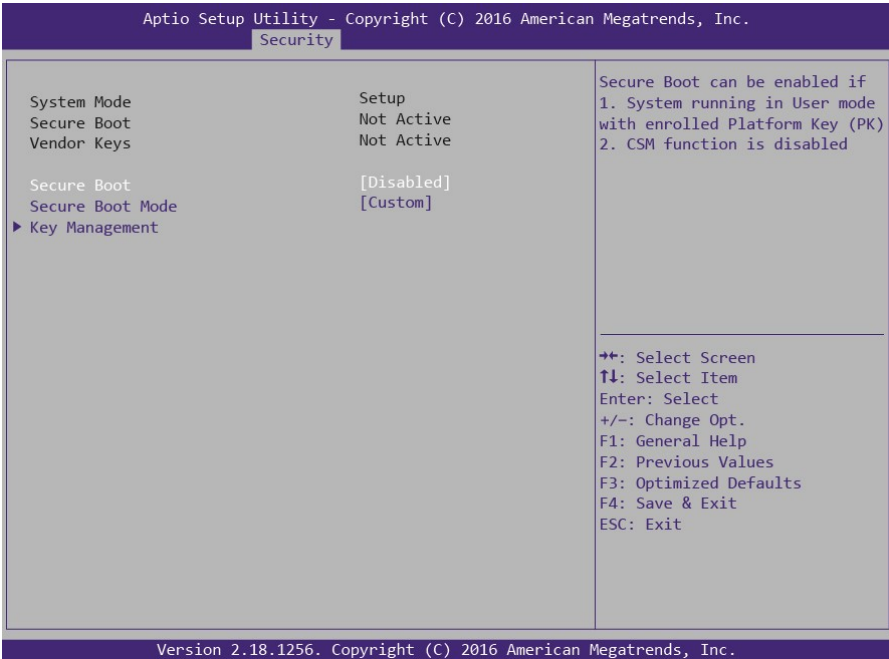 Aptio Setup Utility - Copyright (C) 2016 American Megatrends, Inc.
Security
System Mode Setup
Secure Boot Not Active
Vendor Keys Not Active
Secure Boot [Disabled]
Secure Boot Mode [Custom]
▶ Key Management
Secure Boot can be enabled if
1. System running in User mode
with enrolled Platform Key (PK)
2. CSM function is disabled
→←: Select Screen
↑↓: Select Item
Enter: Select
+/−: Change Opt.
F1: General Help
F2: Previous Values
F3: Optimized Defaults
F4: Save & Exit
ESC: Exit
Version 2.18.1256. Copyright (C) 2016 American Megatrends, Inc.